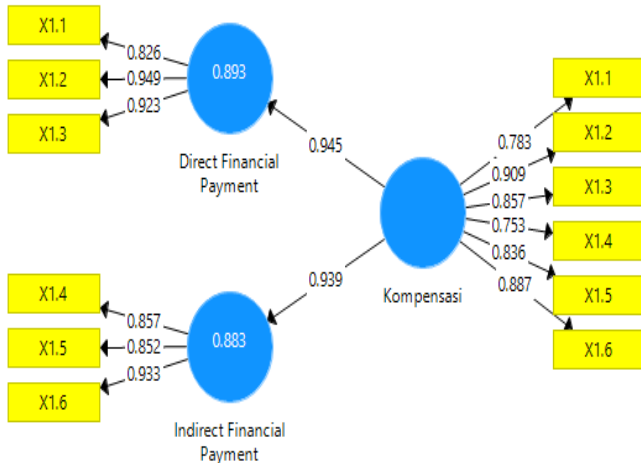 X1.1
X1.2
X1.3
0.826
0.949
0.923
0.893
Direct Financial
Payment
0.945
X1.4
X1.5
X1.6
0.857
0.852
0.933
0.883
Indirect Financial
Payment
0.939
Kompensasi
0.783
0.909
0.857
0.753
0.836
0.887
X1.1
X1.2
X1.3
X1.4
X1.5
X1.6